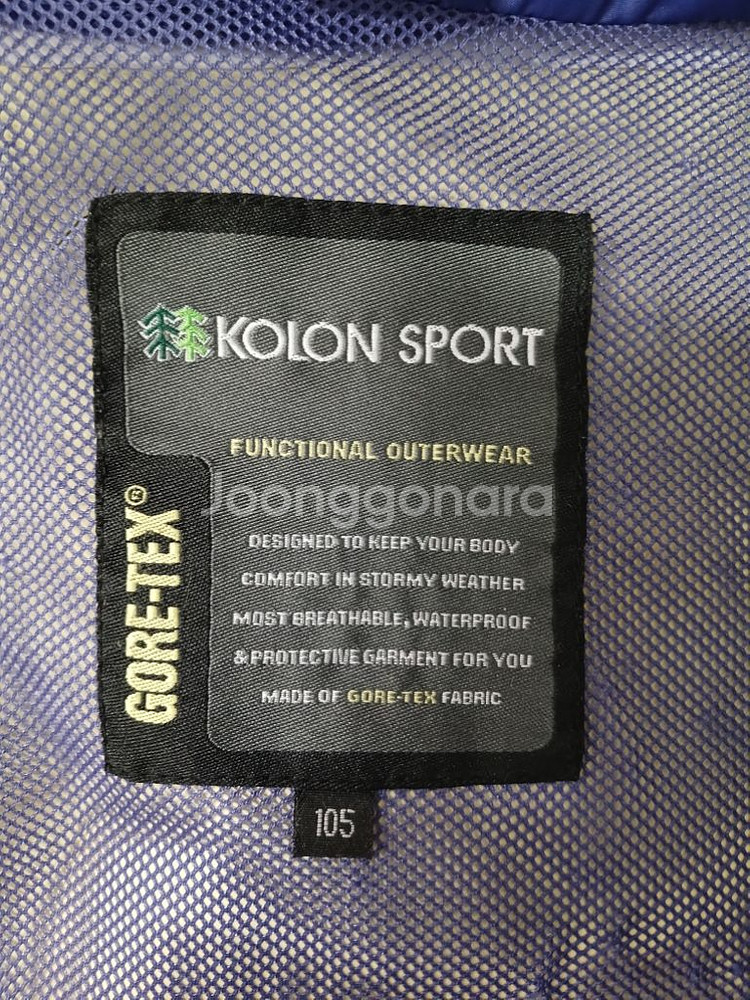 KOLON SPORT
FUNCTIONAL OUTERWEAR
Joonggonara
DESIGNED TO KEEP YOUR BODY
COMFORT IN STORMY WEATHER
MOST BREATHABLE, WATERPROOF
& PROTECTIVE GARMENT FOR YOU
MADE OF GORE-TEX FABRIC
GORE-TEX®
105